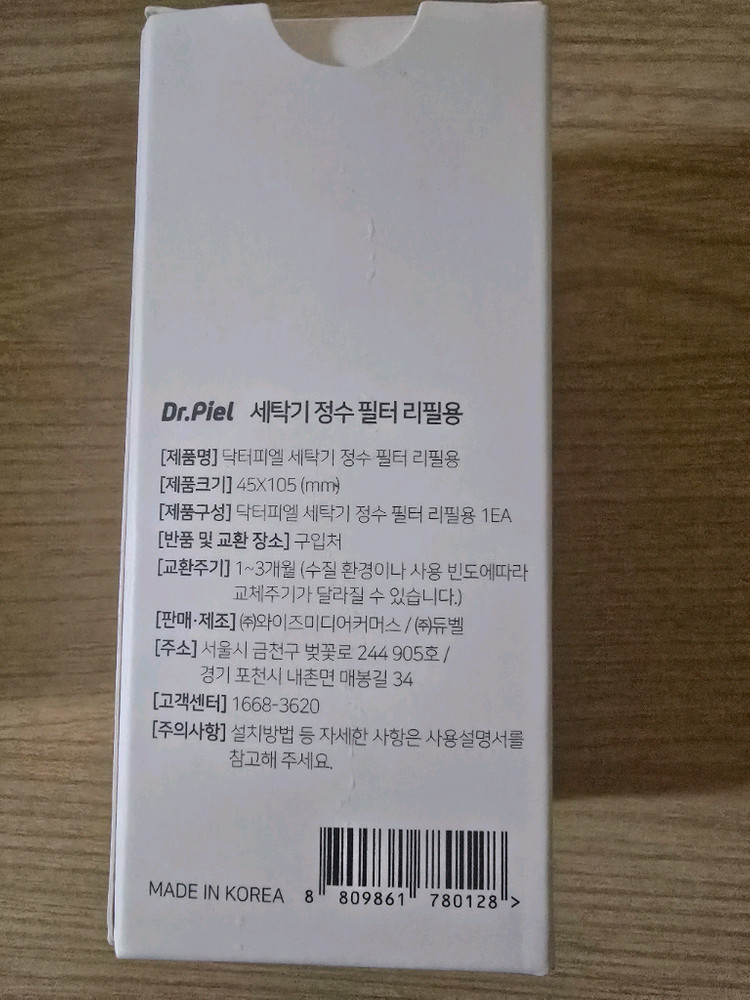 Dr.Piel 세탁기 정수 필터 리필용
[제품명] 닥터피엘 세탁기 정수 필터 리필용
[제품크기] 45X105 (mm)
[제품구성] 닥터피엘 세탁기 정수 필터 리필용 1EA
[반품 및 교환 장소] 구입처
[교환주기] 1~3개월 (수질 환경이나 사용 빈도에따라
교체주기가 달라질 수 있습니다.)
[판매·제조] ㈜와이즈미디어커머스 / ㈜듀벨
[주소] 서울시 금천구 벚꽃로 244 905호 /
경기 포천시 내촌면 매봉길 34
[고객센터] 1668-3620
[주의사항] 설치방법 등 자세한 사항은 사용설명서를
참고해 주세요.
MADE IN KOREA 8 809861 780128 >